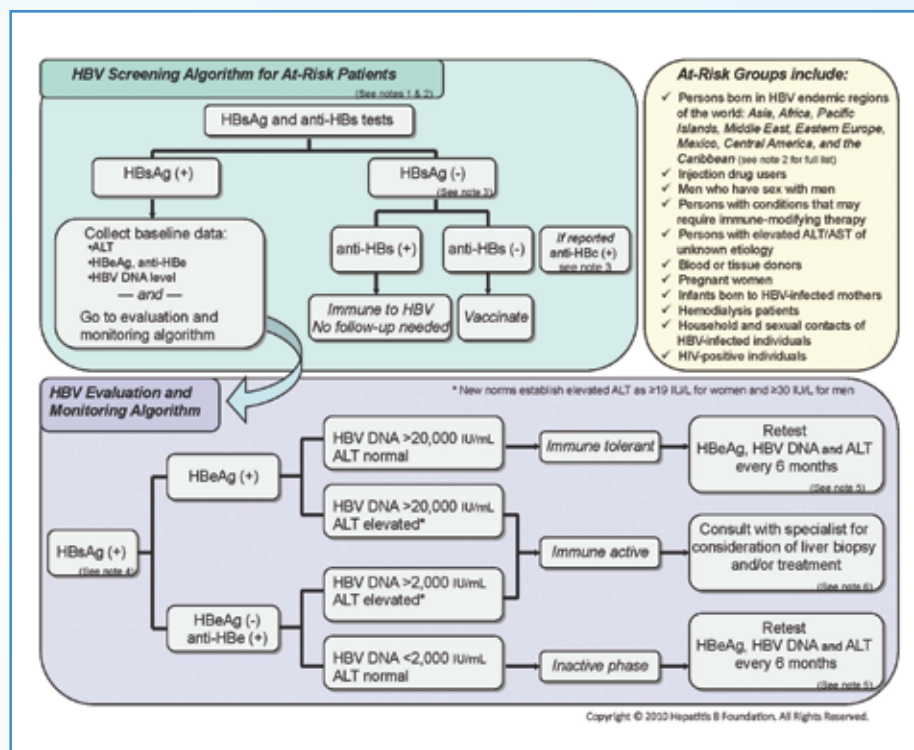 HBV Screening Algorithm for At-Risk Patients
(See notes 1 & 2)
HBsAg and anti-HBs tests
HBsAg (+)
HBsAg (-)
(See note 3)
Collect baseline data:
•ALT
•HBeAg, anti-HBe
•HBV DNA level
— and —
Go to evaluation and
monitoring algorithm
anti-HBs (+)
anti-HBs (-)
If reported
anti-HBc (+)
see note 3
Immune to HBV
No follow-up needed
Vaccinate
At-Risk Groups include:
✓ Persons born in HBV endemic regions
of the world: Asia, Africa, Pacific
Islands, Middle East, Eastern Europe,
Mexico, Central America, and the
Caribbean (see note 2 for full list)
✓ Injection drug users
✓ Men who have sex with men
✓ Persons with conditions that may
require immune-modifying therapy
✓ Persons with elevated ALT/AST of
unknown etiology
✓ Blood or tissue donors
✓ Pregnant women
✓ Infants born to HBV-infected mothers
✓ Hemodialysis patients
✓ Household and sexual contacts of
HBV-infected individuals
✓ HIV-positive individuals
HBV Evaluation and
Monitoring Algorithm
* New norms establish elevated ALT as ≥19 IU/L for women and ≥30 IU/L for men
HBsAg (+)
(See note 4)
HBeAg (+)
HBeAg (-)
anti-HBe (+)
HBV DNA >20,000 IU/mL
ALT normal
Immune tolerant
Retest
HBeAg, HBV DNA and ALT
every 6 months
(See note 5)
HBV DNA >20,000 IU/mL
ALT elevated*
HBV DNA >2,000 IU/mL
ALT elevated*
Immune active
Consult with specialist for
consideration of liver biopsy
and/or treatment
(See note 6)
HBV DNA <2,000 IU/mL
ALT normal
Inactive phase
Retest
HBeAg, HBV DNA and ALT
every 6 months
(See note 5)
Copyright © 2010 Hepatitis B Foundation. All Rights Reserved.